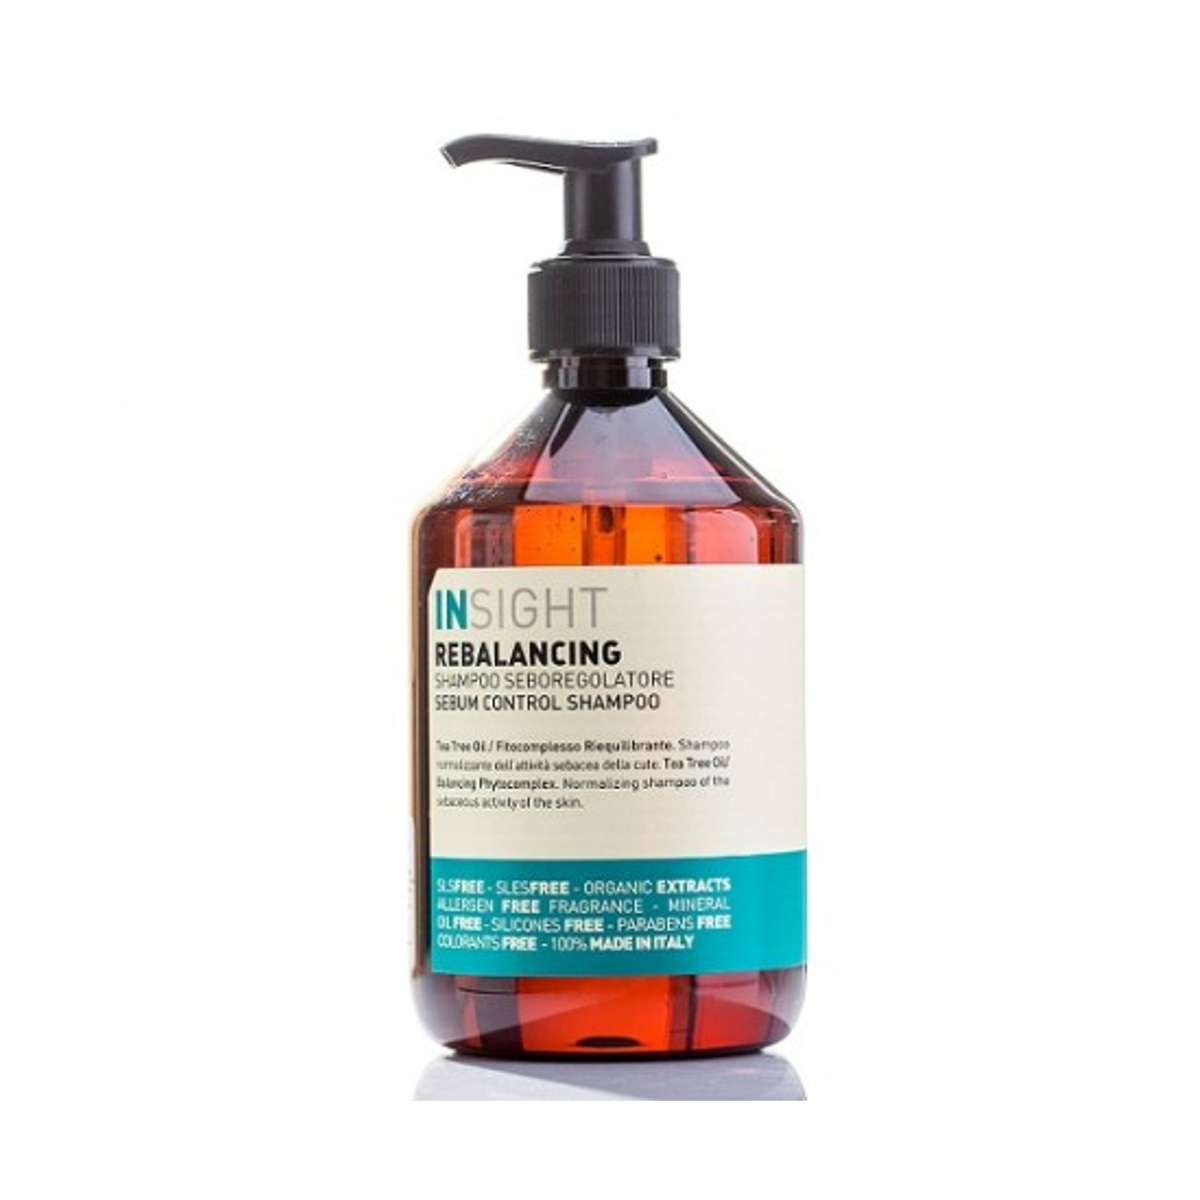 INSIGHT
REBALANCING
SHAMPOO SEBOREGOLATORE
SEBUM CONTROL SHAMPOO
Tea Tree Oil / Fitocomplesso Riequilibrante. Shampoo
normalizzante dell'attività sebacea della cute. Tea Tree Oil/
Balancing Phytocomplex. Normalizing shampoo of the
sebaceous activity of the skin.
SLSFREE - SLESFREE - ORGANIC EXTRACTS
ALLERGEN FREE FRAGRANCE - MINERAL
OIL FREE - SILICONES FREE - PARABENS FREE
COLORANTS FREE - 100% MADE IN ITALY